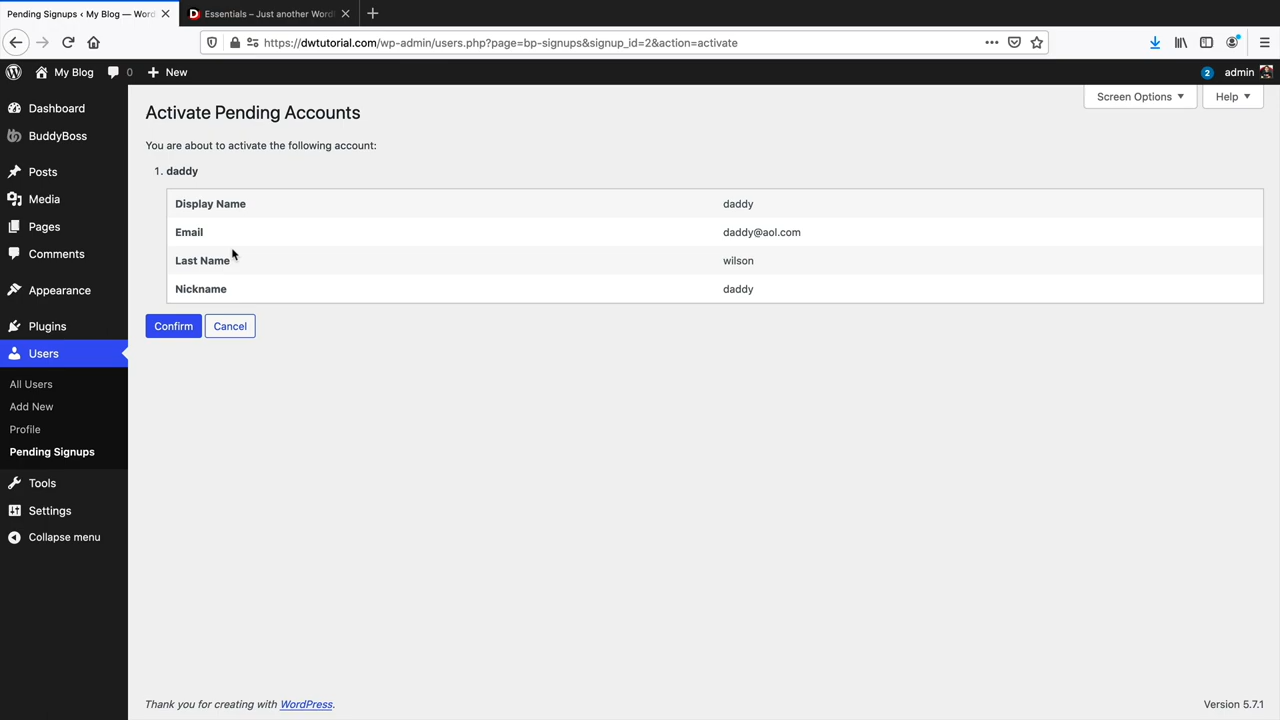 Pending Signups ‹ My Blog — Word
Essentials – Just another Word
https://dwtutorial.com/wp-admin/users.php?page=bp-signups&signup_id=2&action=activate
My Blog 0 New 2 admin
Screen Options Help
Dashboard
BuddyBoss
Posts
Media
Pages
Comments
Appearance
Plugins
Users
All Users
Add New
Profile
Pending Signups
Tools
Settings
Collapse menu
Activate Pending Accounts
You are about to activate the following account:
1. daddy
Display Name daddy
Email daddy@aol.com
Last Name wilson
Nickname daddy
Confirm Cancel
Thank you for creating with WordPress. Version 5.7.1